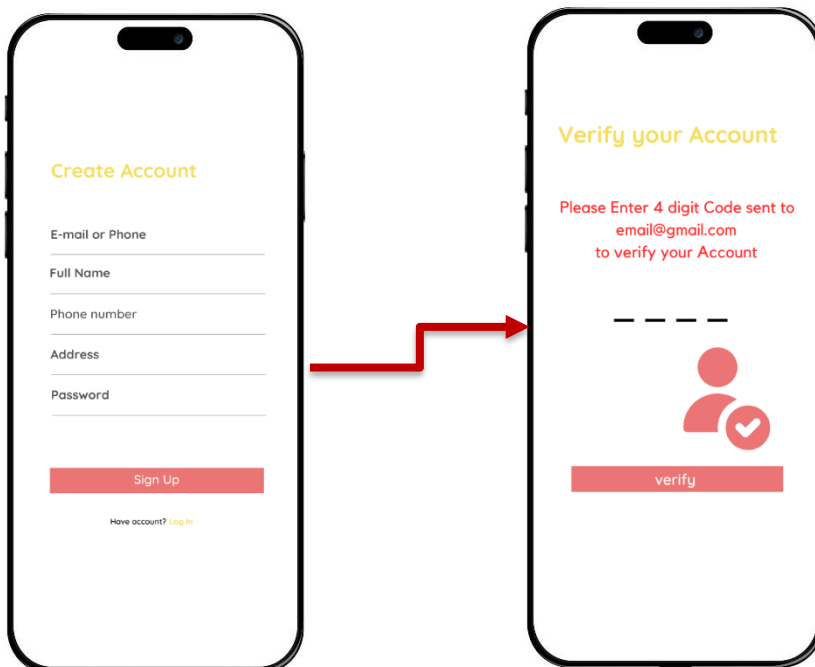 Create Account
E-mail or Phone
Full Name
Phone number
Address
Password
Sign Up
Have account? Log In
Verify your Account
Please Enter 4 digit Code sent to
email@gmail.com
to verify your Account
verify